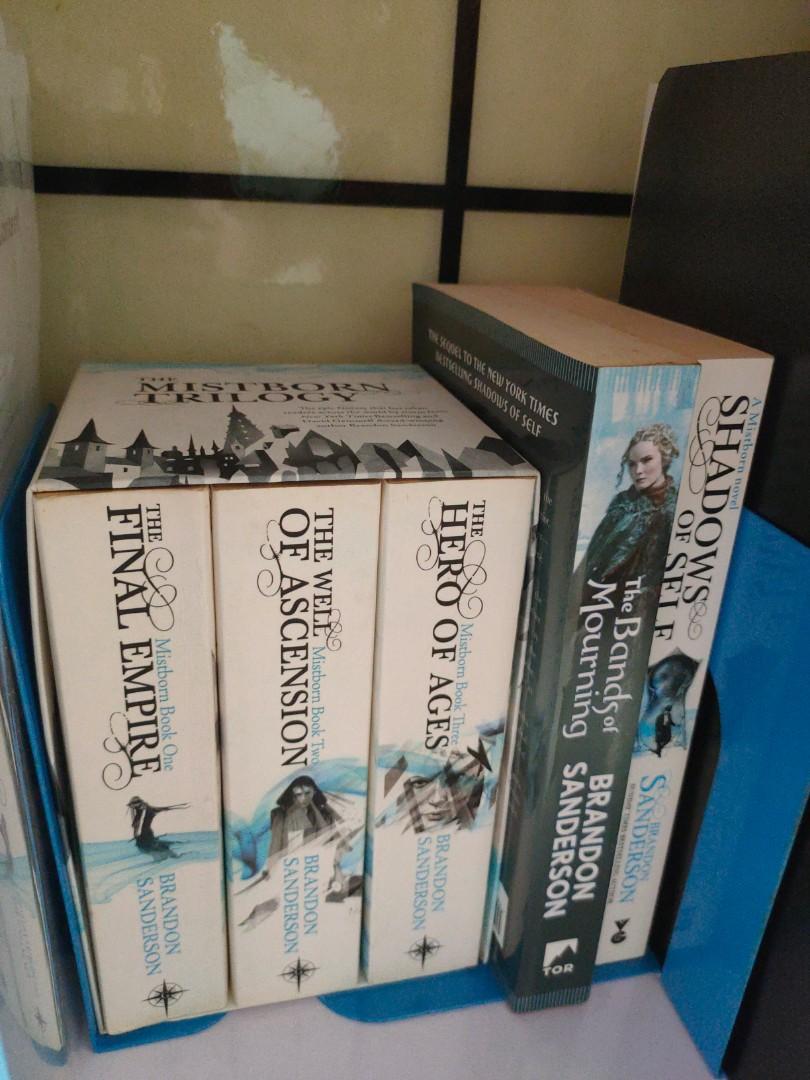 THE
MISTBORN
TRILOGY
THE
FINAL EMPIRE
Mistborn Book One
BRANDON
SANDERSON
THE WELL
OF ASCENSION
Mistborn Book Two
BRANDON
SANDERSON
THE
HERO OF AGES
Mistborn Book Three
BRANDON
SANDERSON
THE SEQUEL TO THE NEW YORK TIMES
BESTSELLING SHADOWS OF SELF
The Bands of
Mourning
BRANDON
SANDERSON
TOR
A Mistborn novel
SHADOWS
OF SELF
BRANDON
SANDERSON